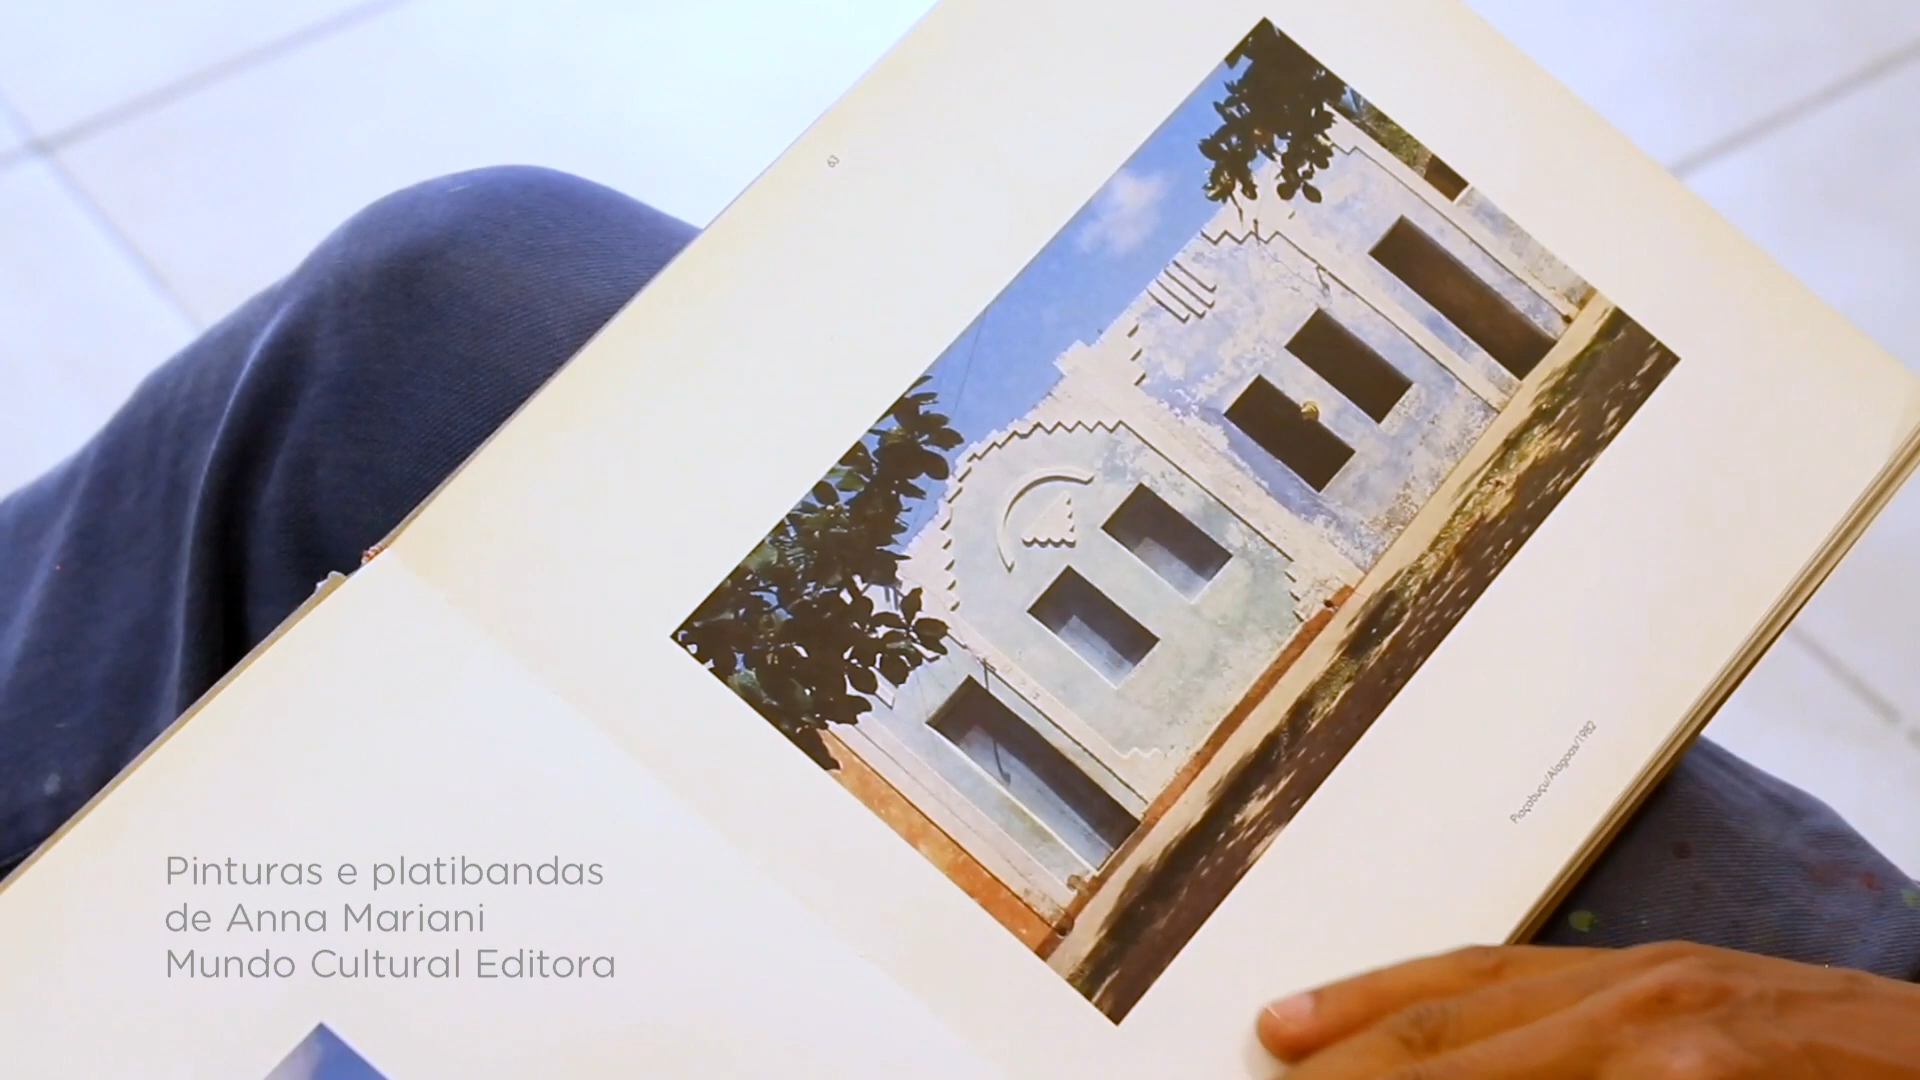 63
Piaçabuçu/Alagoas/1982
Pinturas e platibandas
de Anna Mariani
Mundo Cultural Editora